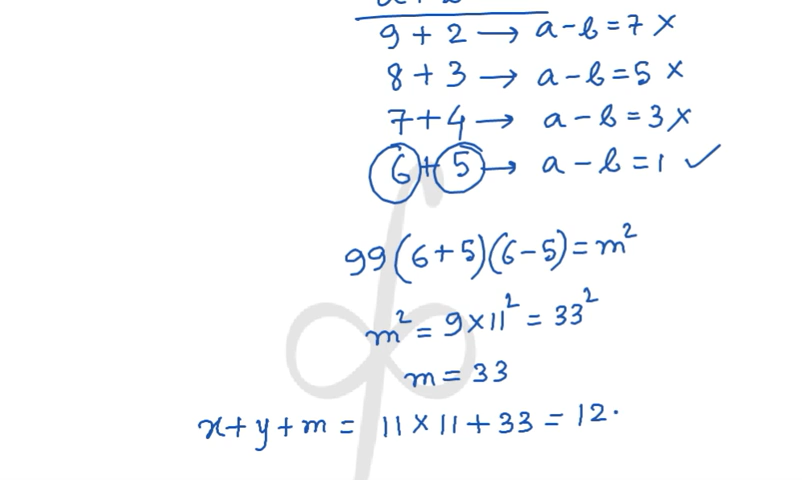 9 + 2 → a - b = 7 ×
8 + 3 → a - b = 5 ×
7 + 4 → a - b = 3 ×
6 + 5 → a - b = 1 ✓
99(6 + 5)(6 - 5) = m²
m² = 9 × 11² = 33²
m = 33
x + y + m = 11 × 11 + 33 = 12.